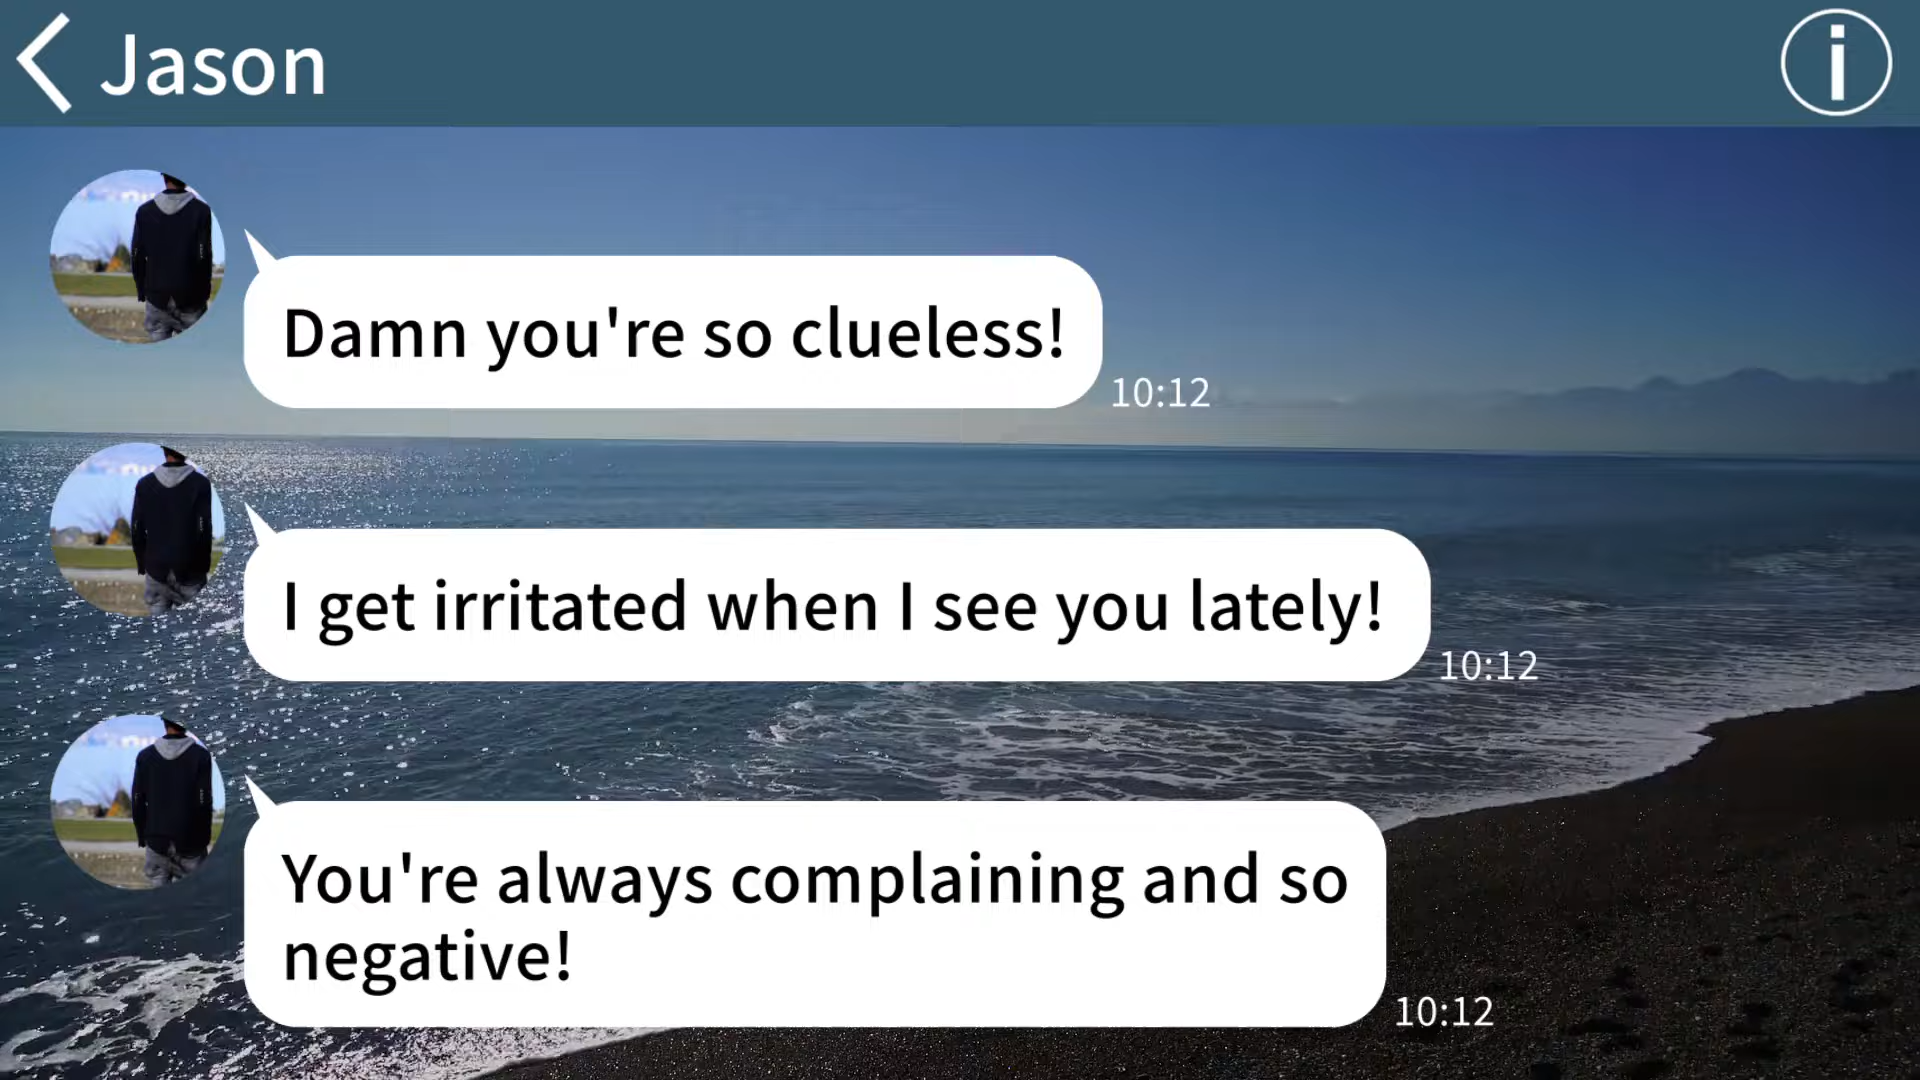 Jason
Damn you're so clueless!
10:12
I get irritated when I see you lately!
10:12
You're always complaining and so
negative!
10:12